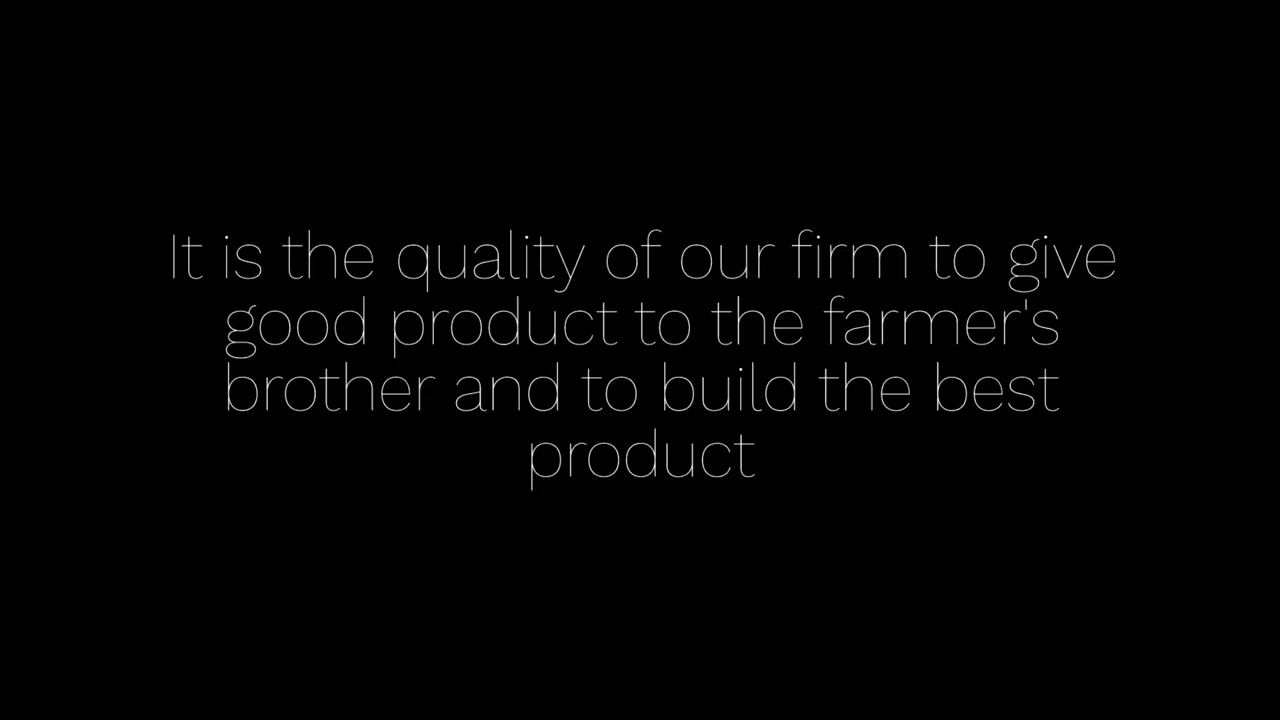 It is the quality of our firm to give
good product to the farmer's
brother and to build the best
product